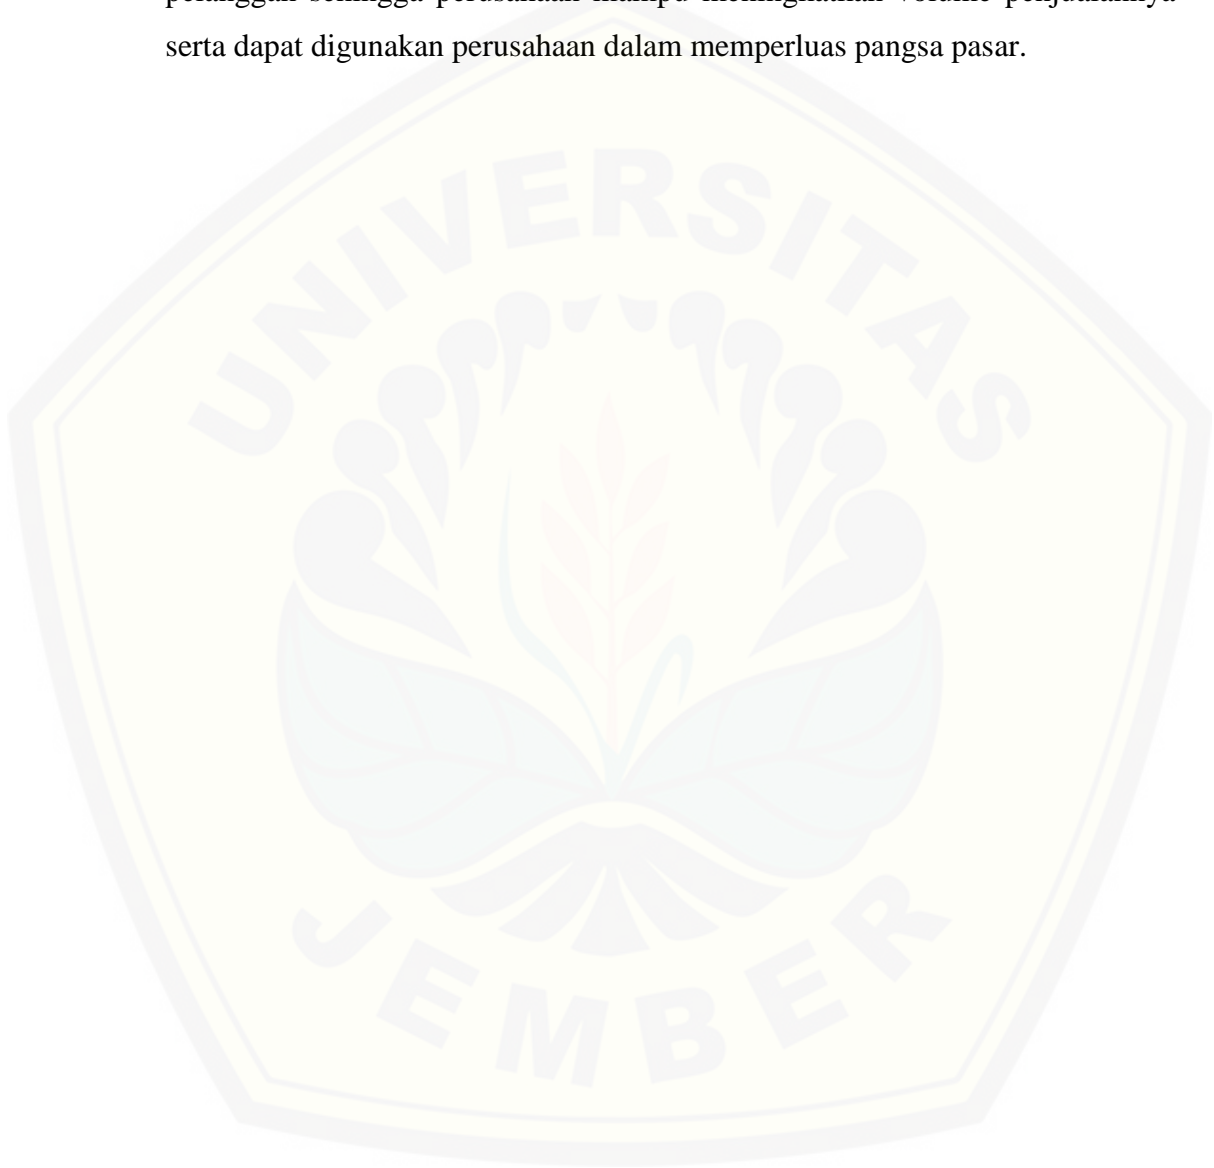 pelanggan sehingga perusahaan mampu meningkatkan volume penjualannya
serta dapat digunakan perusahaan dalam memperluas pangsa pasar.
UNIVERSITAS
JEMBER